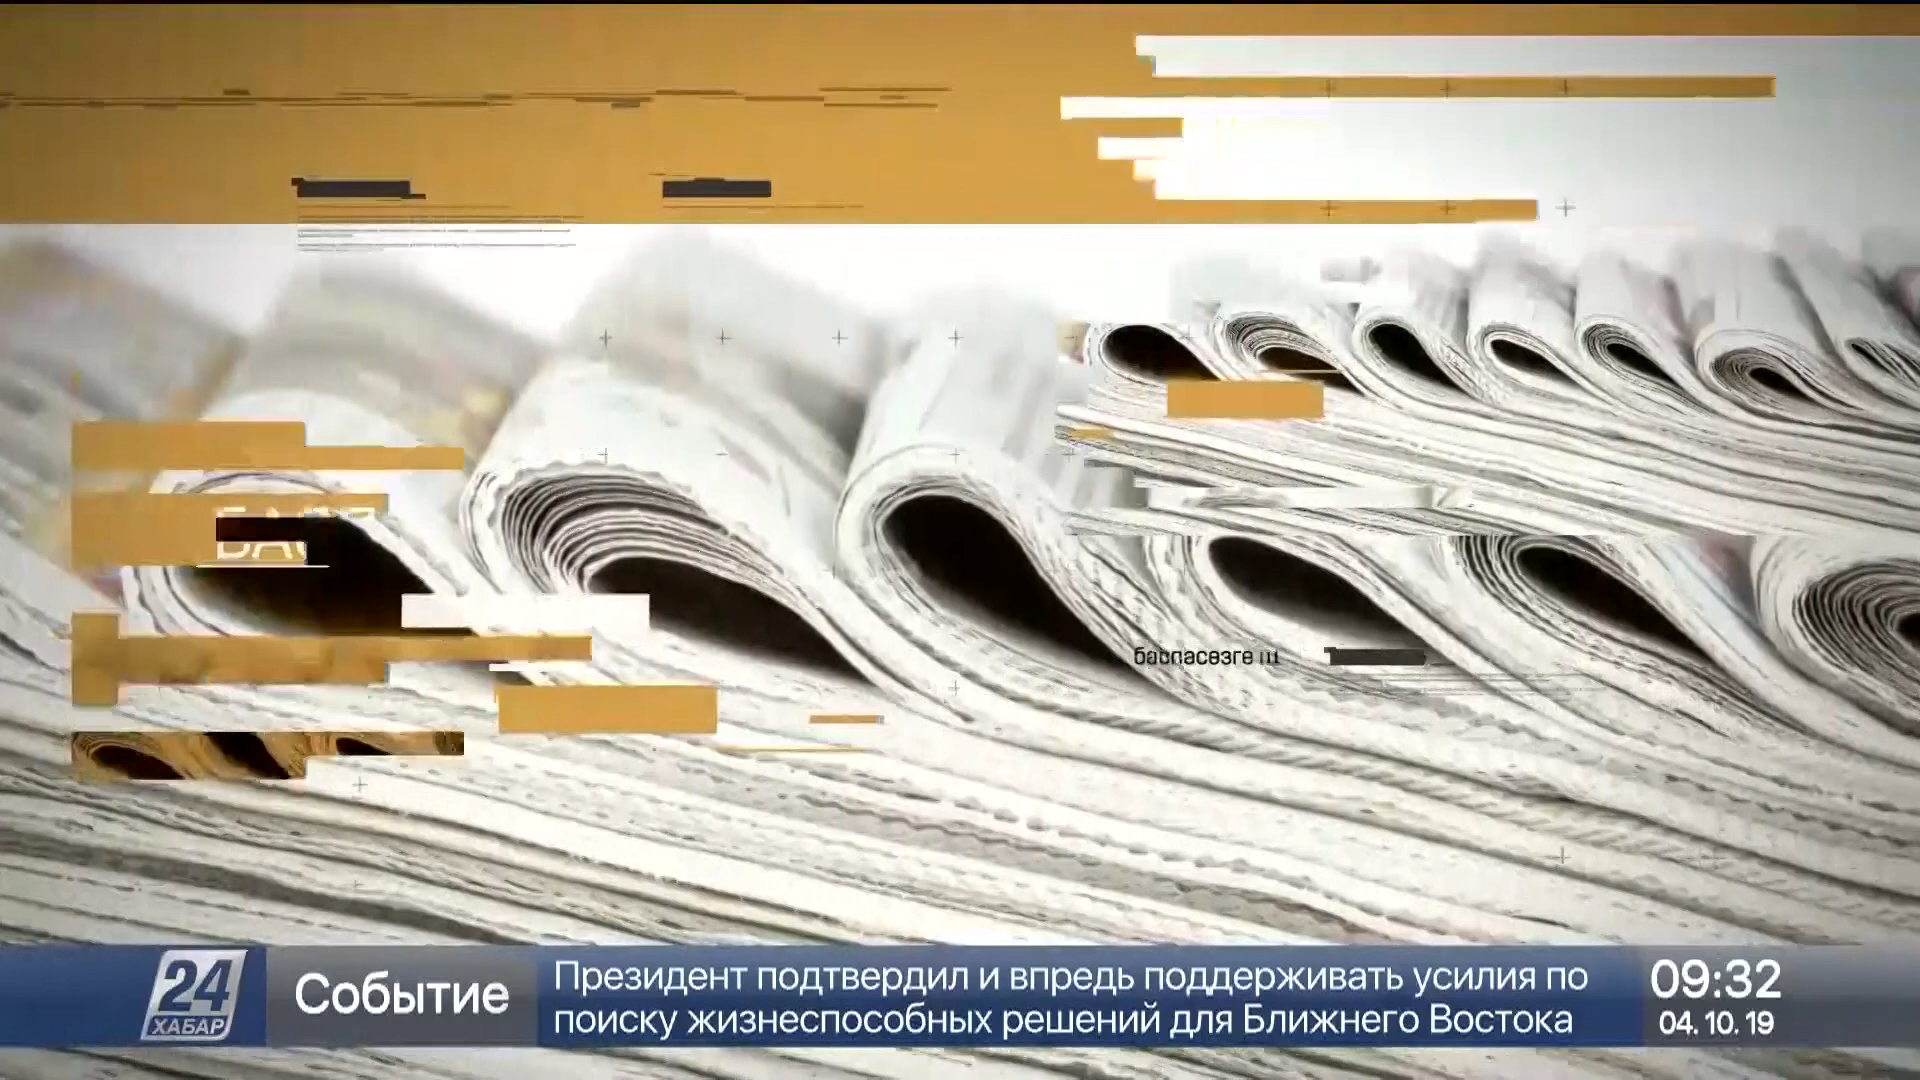 баспасөзге ш
24
ХАБАР
Событие
Президент подтвердил и впредь поддерживать усилия по
поиску жизнеспособных решений для Ближнего Востока
09:32
04. 10. 19